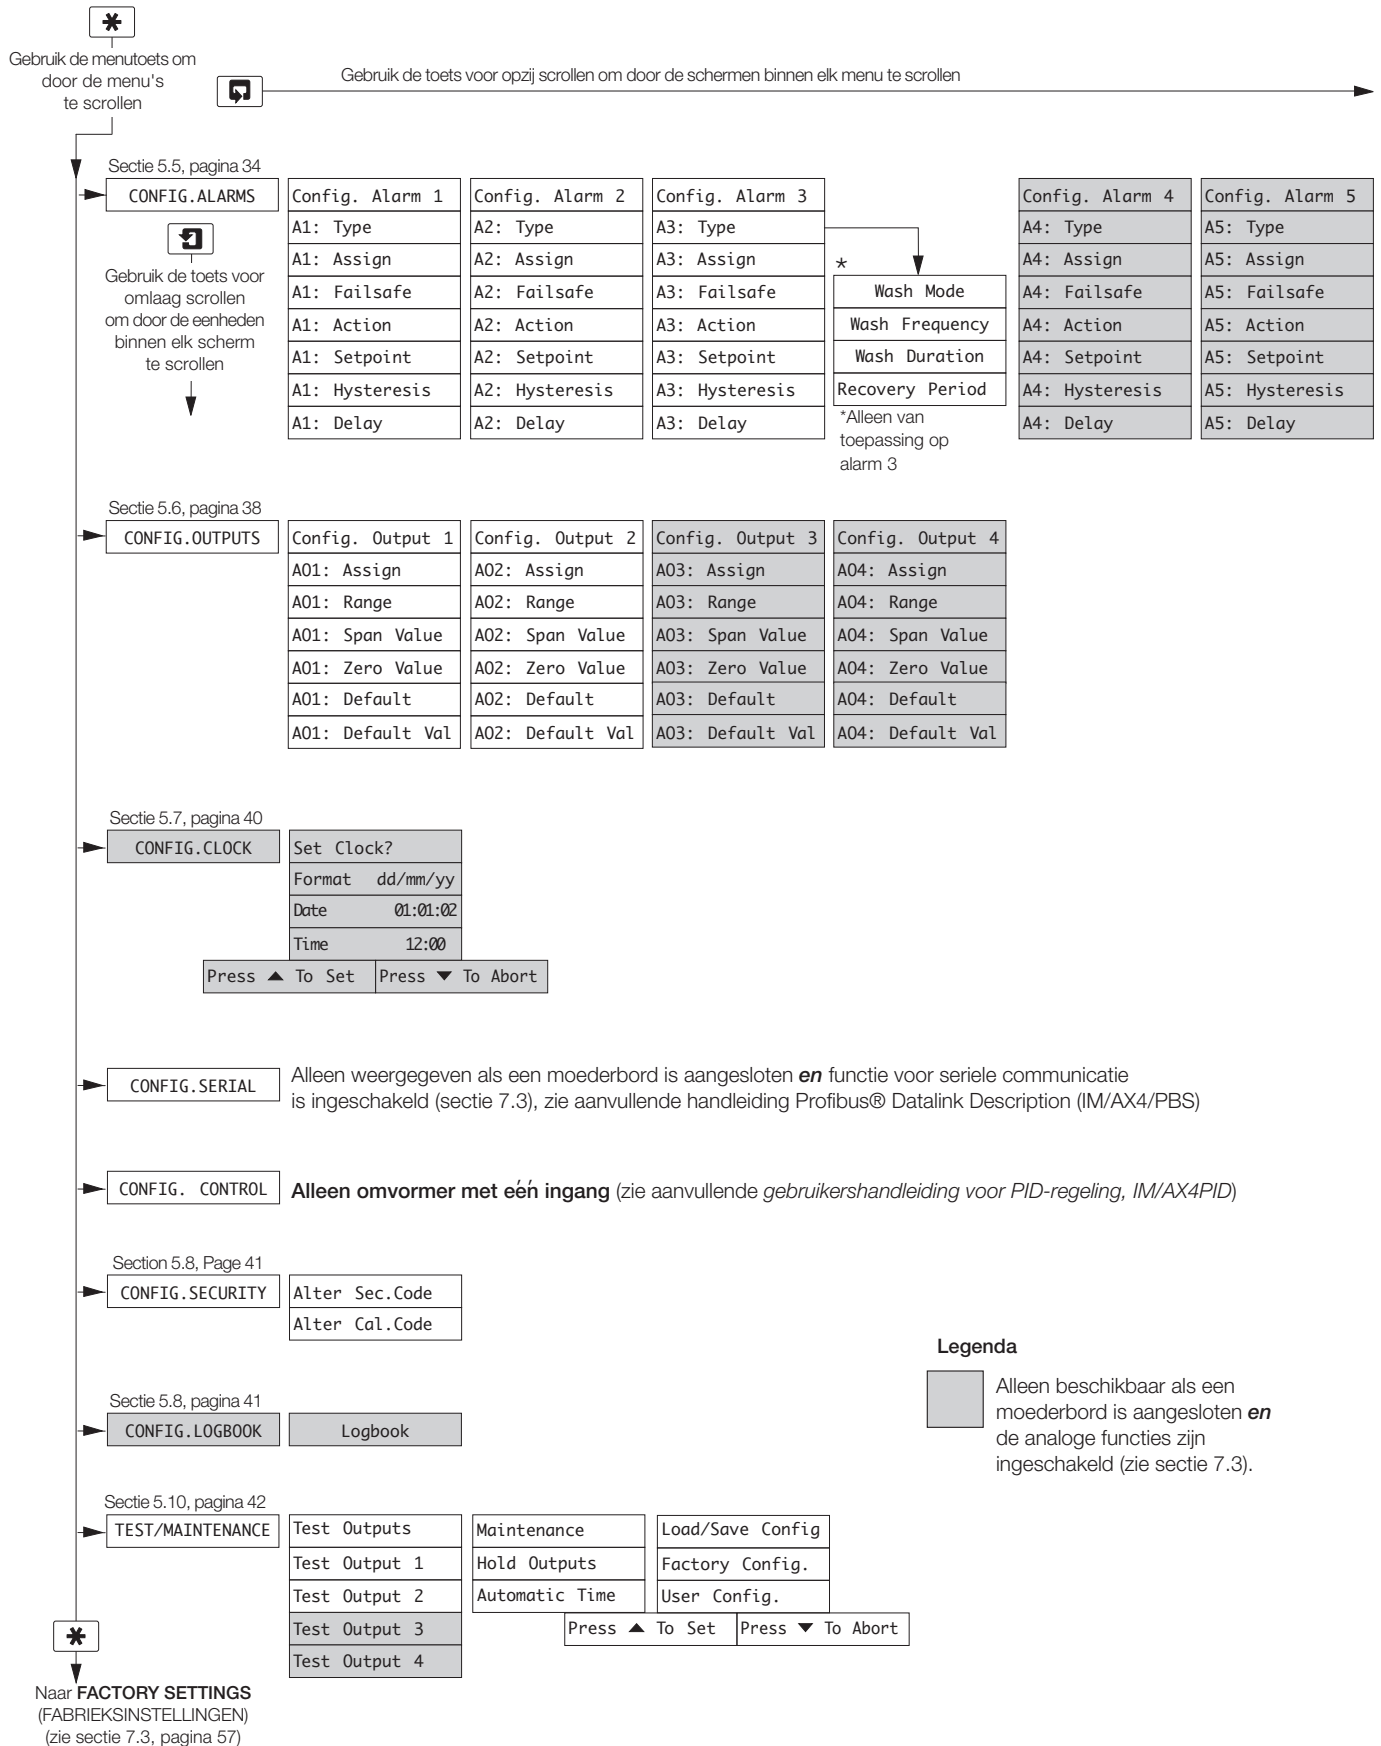 Gebruik de menutoets om
door de menu's
te scrollen
Gebruik de toets voor opzij scrollen om door de schermen binnen elk menu te scrollen
Sectie 5.5, pagina 34
CONFIG.ALARMS
Gebruik de toets voor
omlaag scrollen
om door de eenheden
binnen elk scherm
te scrollen
Config. Alarm 1
A1: Type
A1: Assign
A1: Failsafe
A1: Action
A1: Setpoint
A1: Hysteresis
A1: Delay
Config. Alarm 2
A2: Type
A2: Assign
A2: Failsafe
A2: Action
A2: Setpoint
A2: Hysteresis
A2: Delay
Config. Alarm 3
A3: Type
A3: Assign
A3: Failsafe
A3: Action
A3: Setpoint
A3: Hysteresis
A3: Delay
*
Wash Mode
Wash Frequency
Wash Duration
Recovery Period
*Alleen van
toepassing op
alarm 3
Config. Alarm 4
A4: Type
A4: Assign
A4: Failsafe
A4: Action
A4: Setpoint
A4: Hysteresis
A4: Delay
Config. Alarm 5
A5: Type
A5: Assign
A5: Failsafe
A5: Action
A5: Setpoint
A5: Hysteresis
A5: Delay
Sectie 5.6, pagina 38
CONFIG.OUTPUTS
Config. Output 1
AO1: Assign
AO1: Range
AO1: Span Value
AO1: Zero Value
AO1: Default
AO1: Default Val
Config. Output 2
AO2: Assign
AO2: Range
AO2: Span Value
AO2: Zero Value
AO2: Default
AO2: Default Val
Config. Output 3
AO3: Assign
AO3: Range
AO3: Span Value
AO3: Zero Value
AO3: Default
AO3: Default Val
Config. Output 4
AO4: Assign
AO4: Range
AO4: Span Value
AO4: Zero Value
AO4: Default
AO4: Default Val
Sectie 5.7, pagina 40
CONFIG.CLOCK
Set Clock?
Format dd/mm/yy
Date 01:01:02
Time 12:00
Press ▲ To Set
Press ▼ To Abort
CONFIG.SERIAL
Alleen weergegeven als een moederbord is aangesloten en functie voor seriele communicatie
is ingeschakeld (sectie 7.3), zie aanvullende handleiding Profibus® Datalink Description (IM/AX4/PBS)
CONFIG. CONTROL
Alleen omvormer met één ingang (zie aanvullende gebruikershandleiding voor PID-regeling, IM/AX4PID)
Section 5.8, Page 41
CONFIG.SECURITY
Alter Sec.Code
Alter Cal.Code
Legenda
Alleen beschikbaar als een
moederbord is aangesloten en
de analoge functies zijn
ingeschakeld (zie sectie 7.3).
Sectie 5.8, pagina 41
CONFIG.LOGBOOK
Logbook
Sectie 5.10, pagina 42
TEST/MAINTENANCE
Test Outputs
Test Output 1
Test Output 2
Test Output 3
Test Output 4
Maintenance
Hold Outputs
Automatic Time
Load/Save Config
Factory Config.
User Config.
Press ▲ To Set
Press ▼ To Abort
Naar FACTORY SETTINGS
(FABRIEKSINSTELLINGEN)
(zie sectie 7.3, pagina 57)